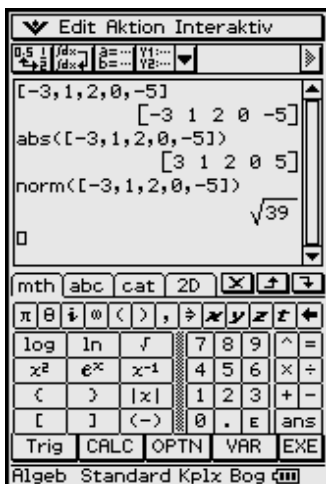 Edit Aktion Interaktiv
[-3,1,2,0,-5]
[-3 1 2 0 -5]
abs([-3,1,2,0,-5])
[3 1 2 0 5]
norm([-3,1,2,0,-5])
√39
mth abc cat 2D
π θ i ∞ ( ) , ⇒ x y z t ←
log ln √ 7 8 9 ^ =
x² eˣ x⁻¹ 4 5 6 × ÷
( ) |x| 1 2 3 + -
[ ] (-) 0 . E ans
Trig CALC OPTN VAR EXE
Algeb Standard Kplx Bog